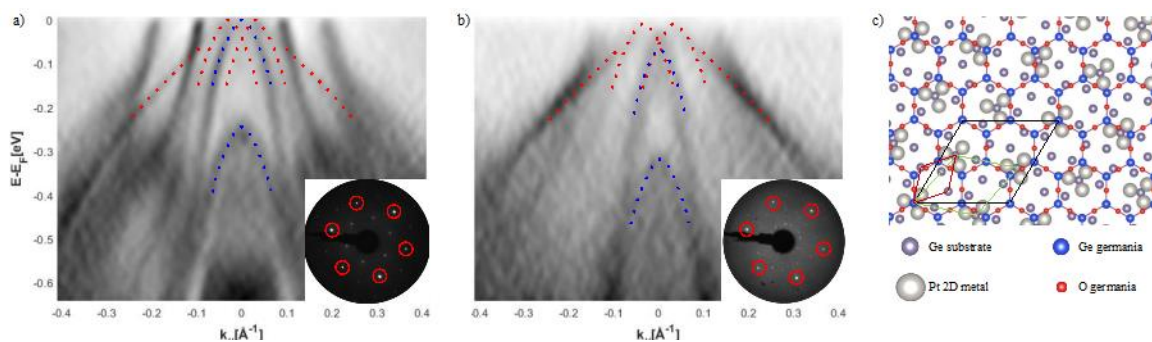 a)
E-E_F[eV]
0
-0.1
-0.2
-0.3
-0.4
-0.5
-0.6
-0.4 -0.3 -0.2 -0.1 0 0.1 0.2 0.3 0.4
k,,[Å⁻¹]
b)
-0.4 -0.3 -0.2 -0.1 0 0.1 0.2 0.3 0.4
k,,[Å⁻¹]
c)
Ge substrate
Ge germania
Pt 2D metal
O germania